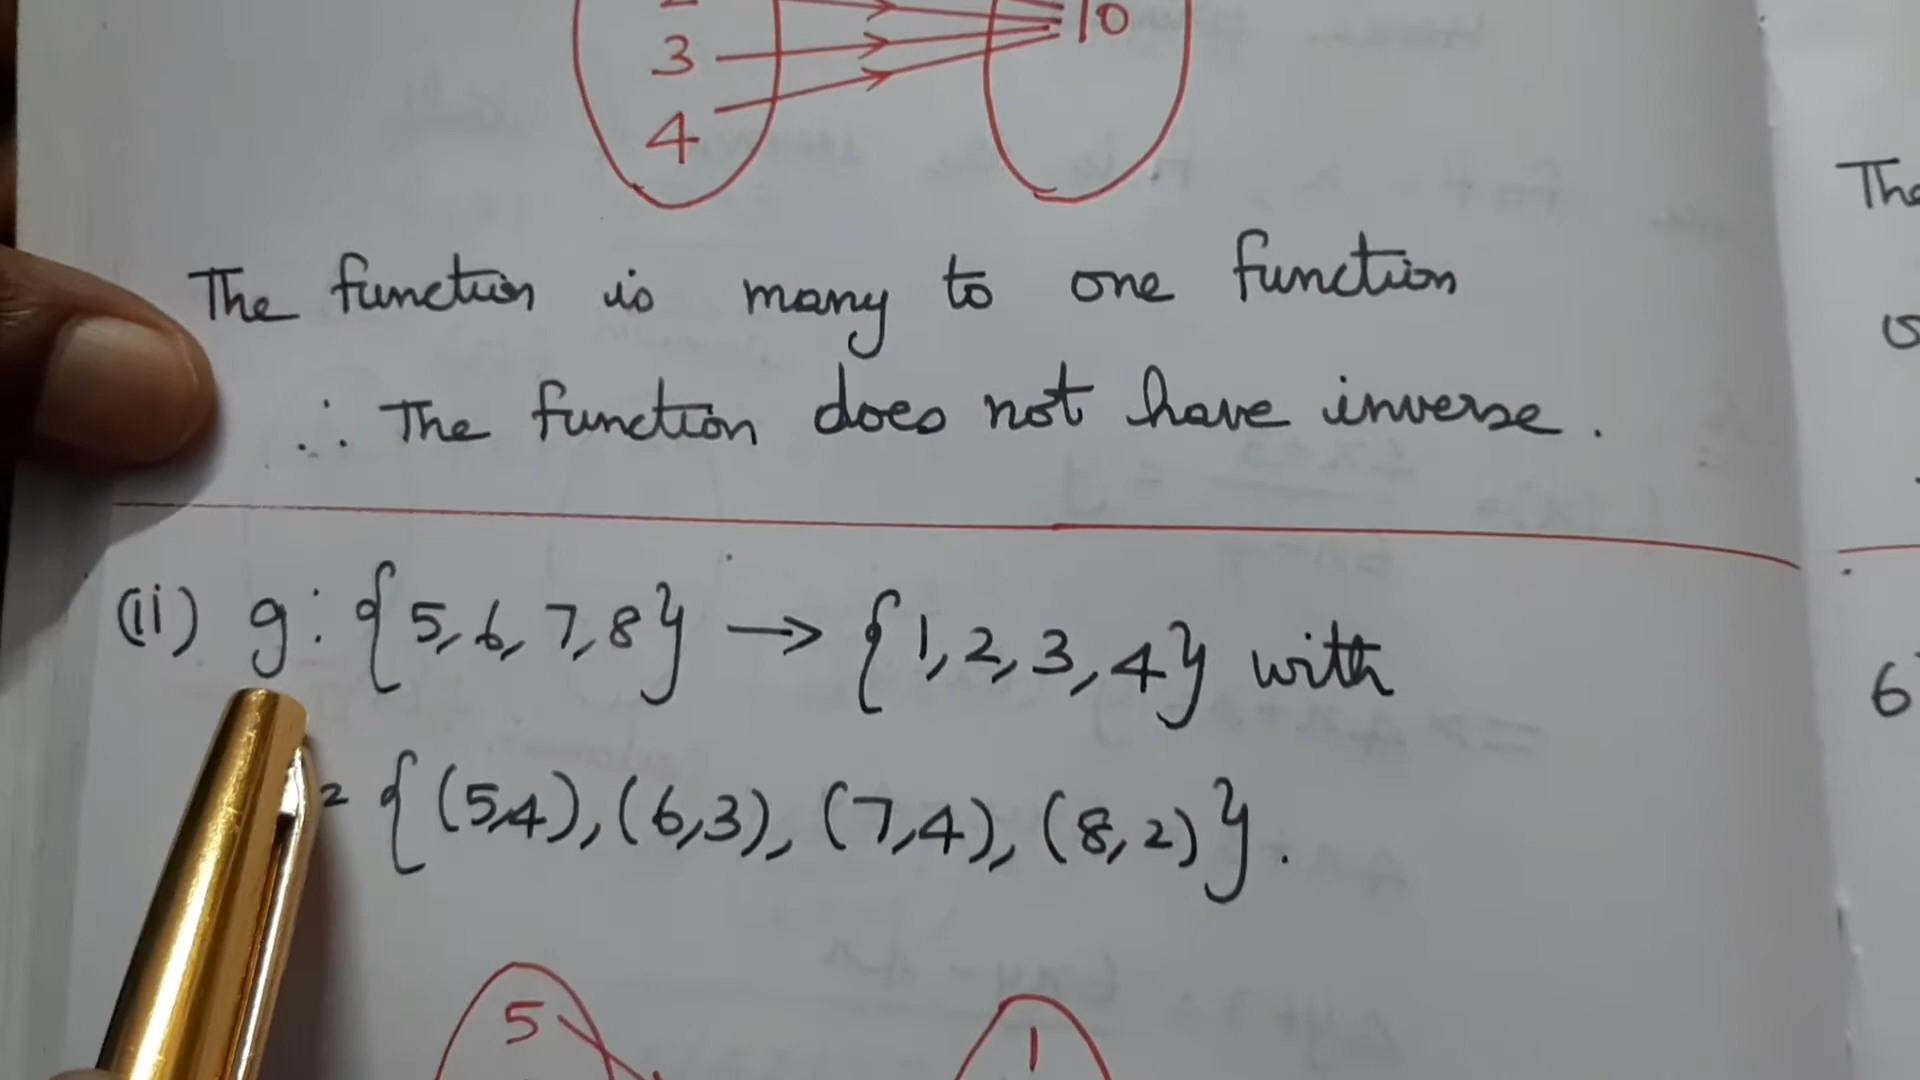 10
3
4
The function is many to one function
∴ The function does not have inverse.
(ii) g: {5,6,7,8} → {1,2,3,4} with
= {(5,4),(6,3),(7,4),(8,2)}.
5
1
The
6